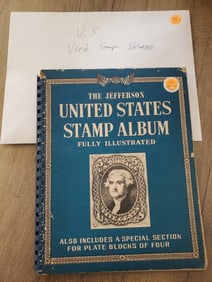 U.S
Used Stamp
THE JEFFERSON
UNITED STATES
STAMP ALBUM
FULLY ILLUSTRATED
ALSO INCLUDES A SPECIAL SECTION
FOR PLATE BLOCKS OF FOUR